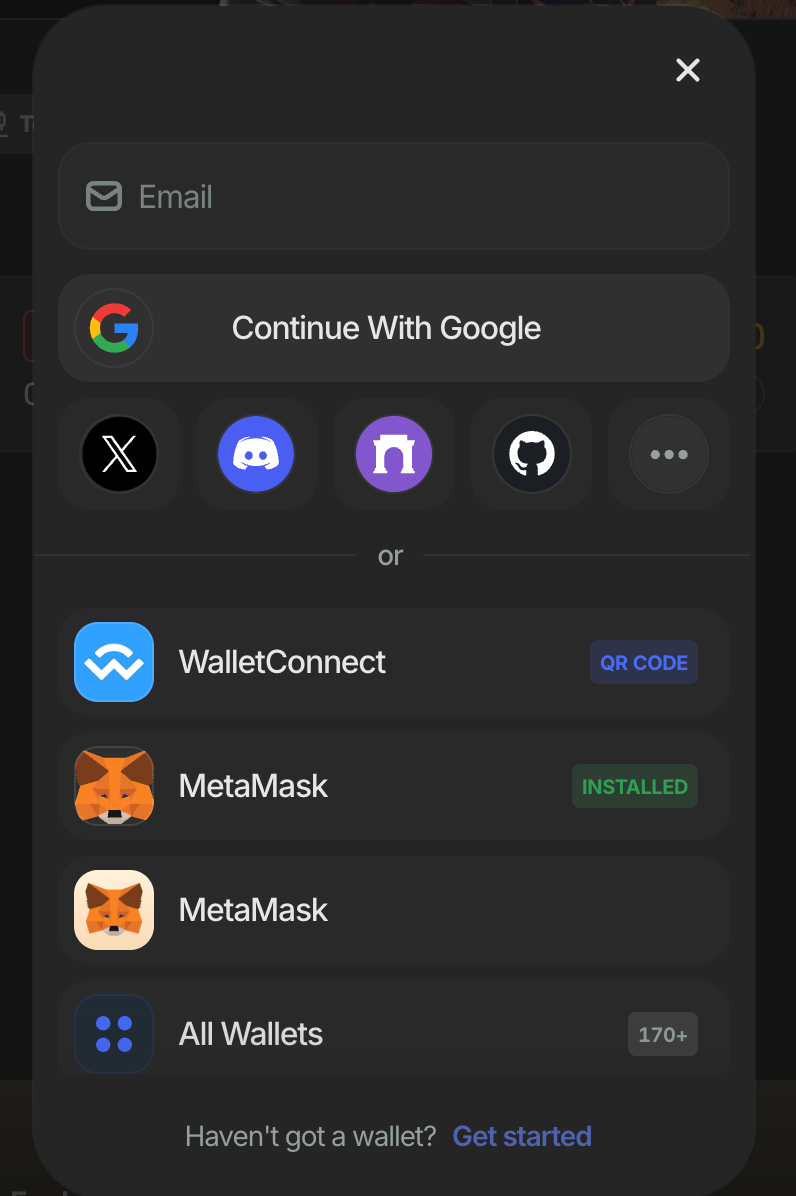 Email
Continue With Google
or
WalletConnect QR CODE
MetaMask INSTALLED
MetaMask
All Wallets 170+
Haven't got a wallet? Get started